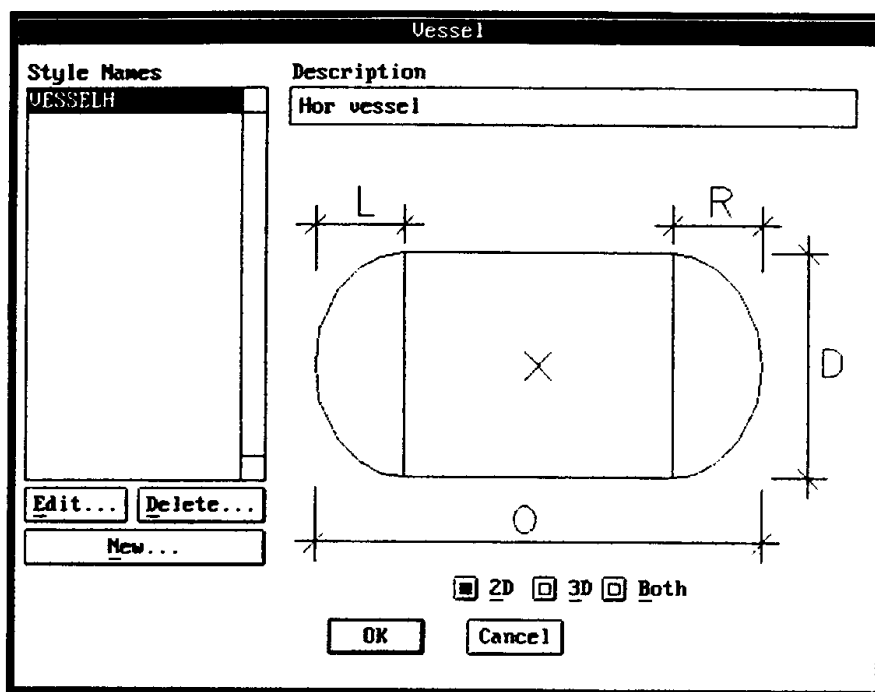 Vessel
Style Names
VESSELH
Description
Hor vessel
L
R
D
O
Edit...
Delete...
New...
2D
3D
Both
OK
Cancel